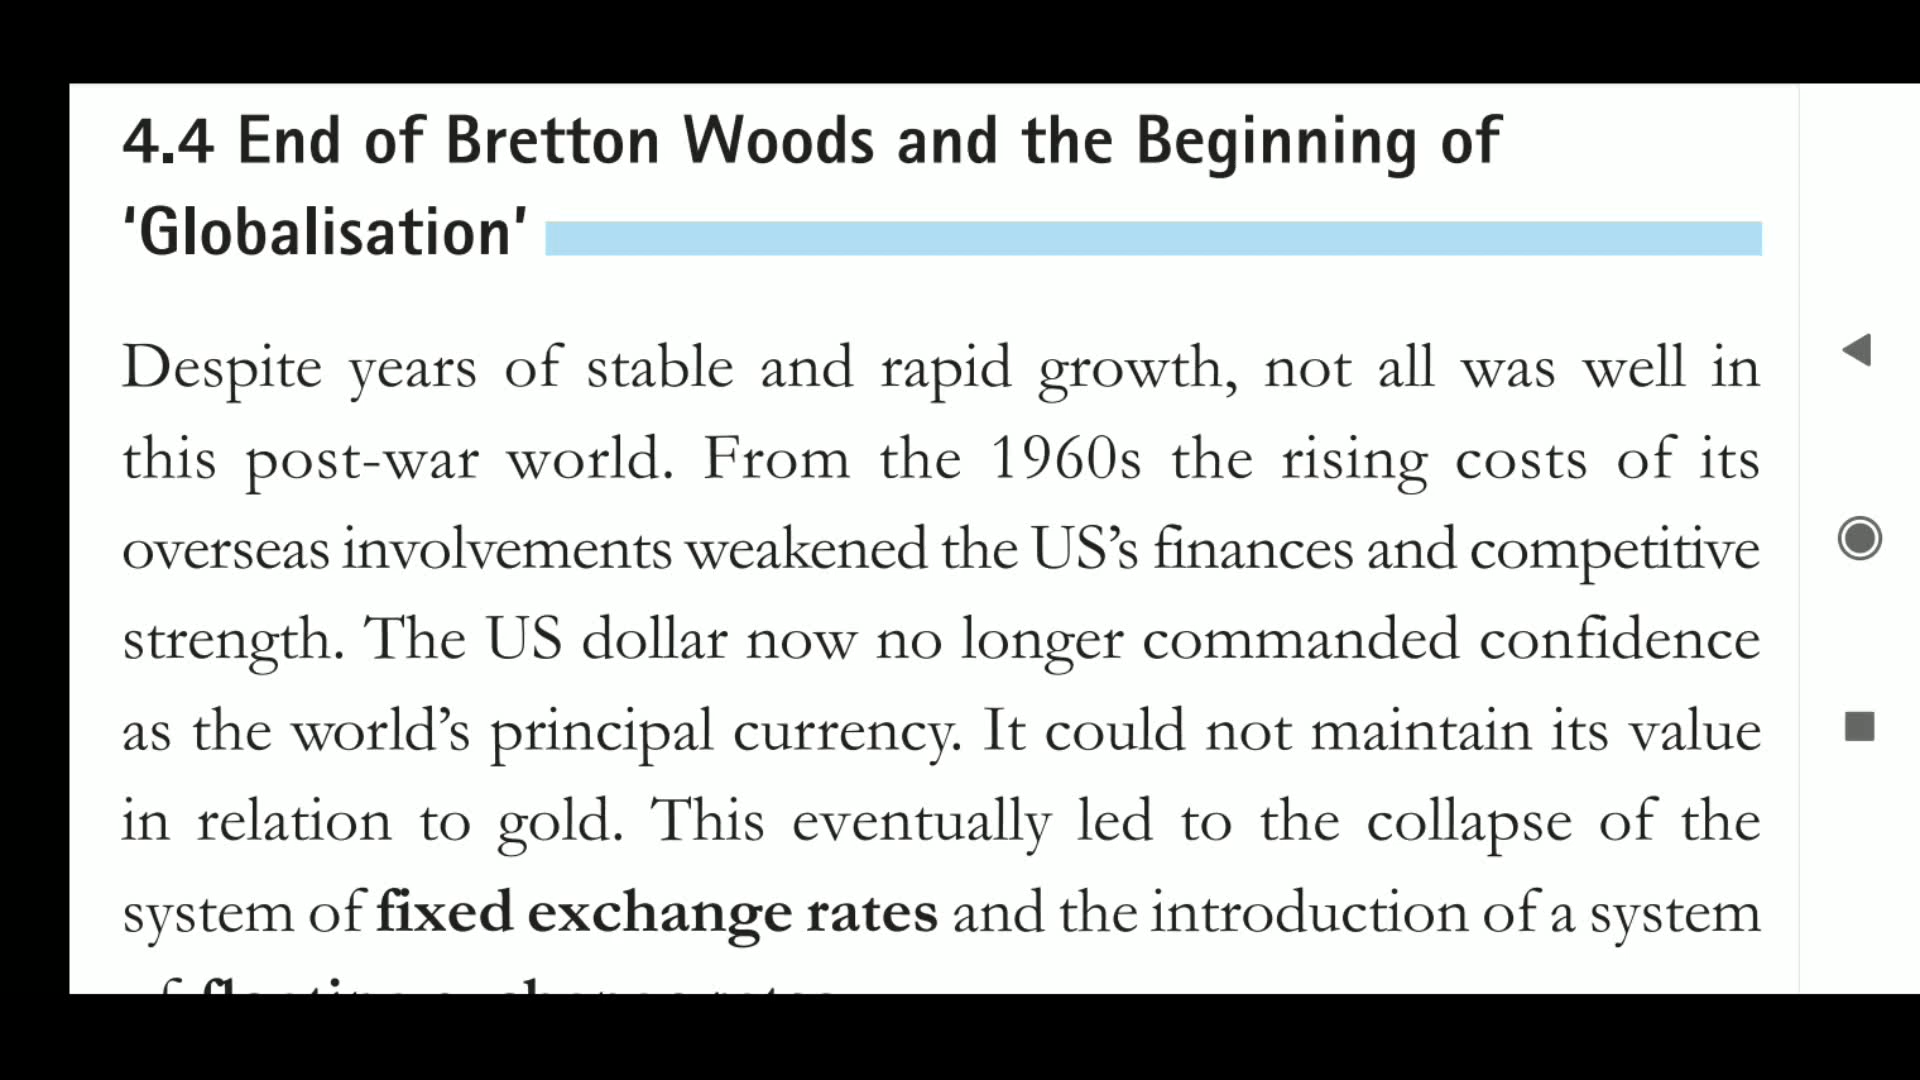 4.4 End of Bretton Woods and the Beginning of
‘Globalisation’
Despite years of stable and rapid growth, not all was well in
this post-war world. From the 1960s the rising costs of its
overseas involvements weakened the US’s finances and competitive
strength. The US dollar now no longer commanded confidence
as the world’s principal currency. It could not maintain its value
in relation to gold. This eventually led to the collapse of the
system of fixed exchange rates and the introduction of a system
of floating exchange rates